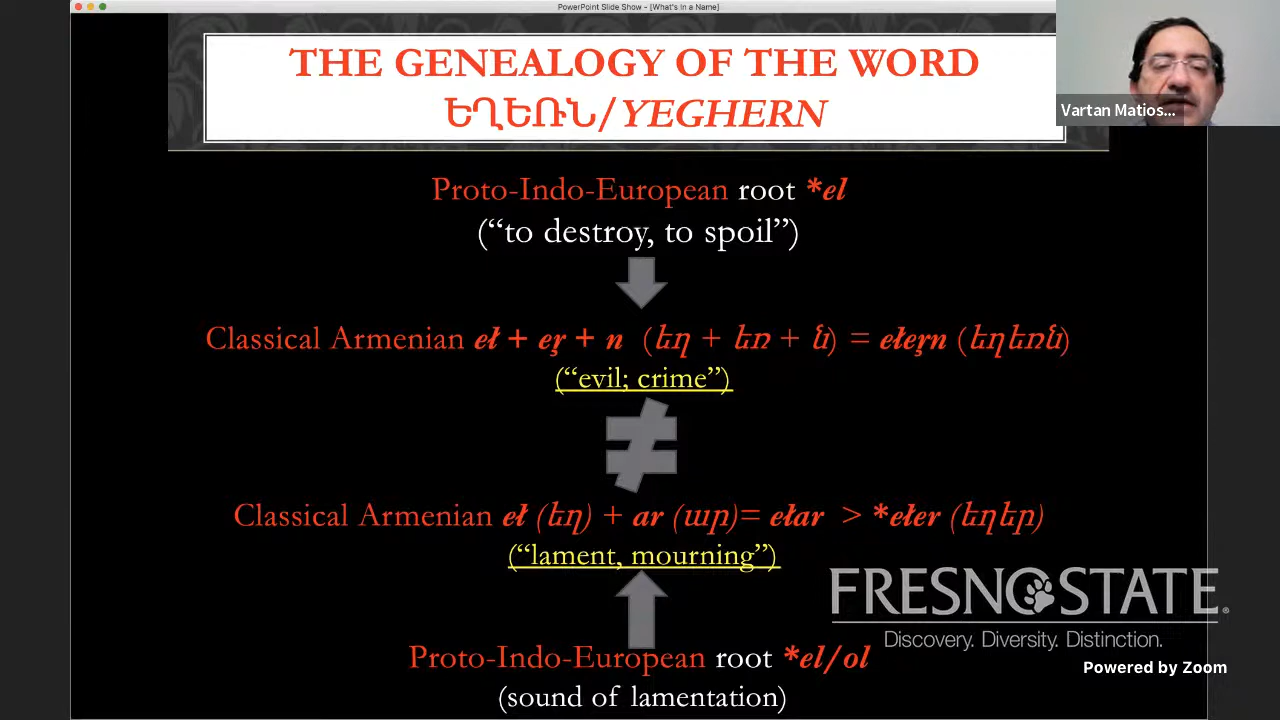 PowerPoint Slide Show - [What's in a Name]
THE GENEALOGY OF THE WORD
ԵՂԵՌՆ/YEGHERN
Vartan Matios...
Proto-Indo-European root *el
(“to destroy, to spoil”)
Classical Armenian eł + eṛ + n (եղ + եռ + ն) = ełeṛn (եղեռն)
(“evil; crime”)
≠
Classical Armenian eł (եղ) + ar (ար)= ełar > *ełer (եղեր)
(“lament, mourning”)
Proto-Indo-European root *el/ol
(sound of lamentation)
FRESNO STATE®
Discovery. Diversity. Distinction.
Powered by Zoom